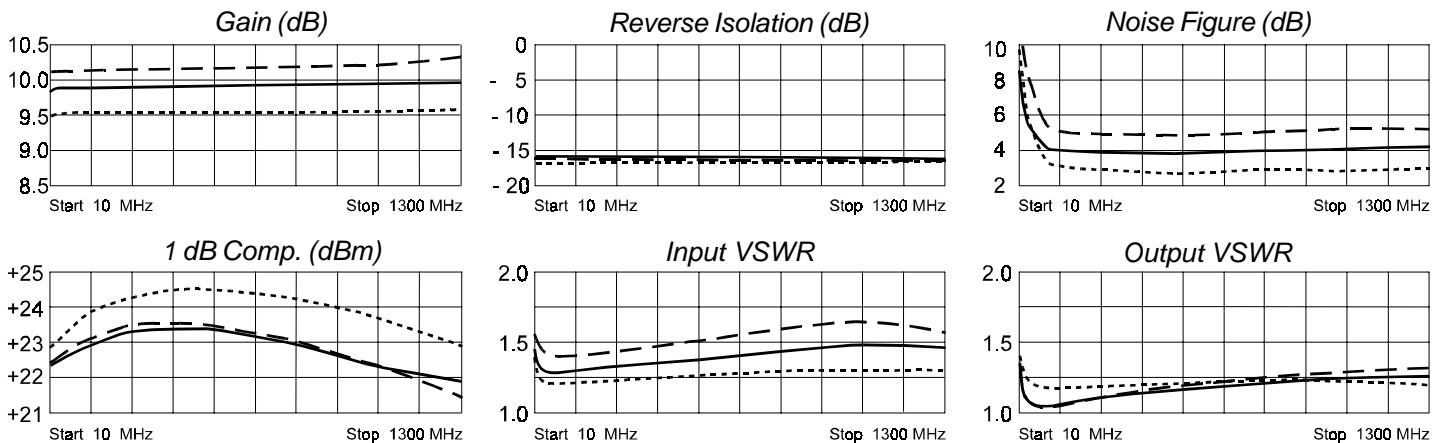 Gain (dB)
10.5
10.0
9.5
9.0
8.5
Start 10 MHz
Stop 1300 MHz
Reverse Isolation (dB)
0
- 5
- 10
- 15
- 20
Start 10 MHz
Stop 1300 MHz
Noise Figure (dB)
10
8
6
4
2
Start 10 MHz
Stop 1300 MHz
1 dB Comp. (dBm)
+25
+24
+23
+22
+21
Start 10 MHz
Stop 1300 MHz
Input VSWR
2.0
1.5
1.0
Start 10 MHz
Stop 1300 MHz
Output VSWR
2.0
1.5
1.0
Start 10 MHz
Stop 1300 MHz